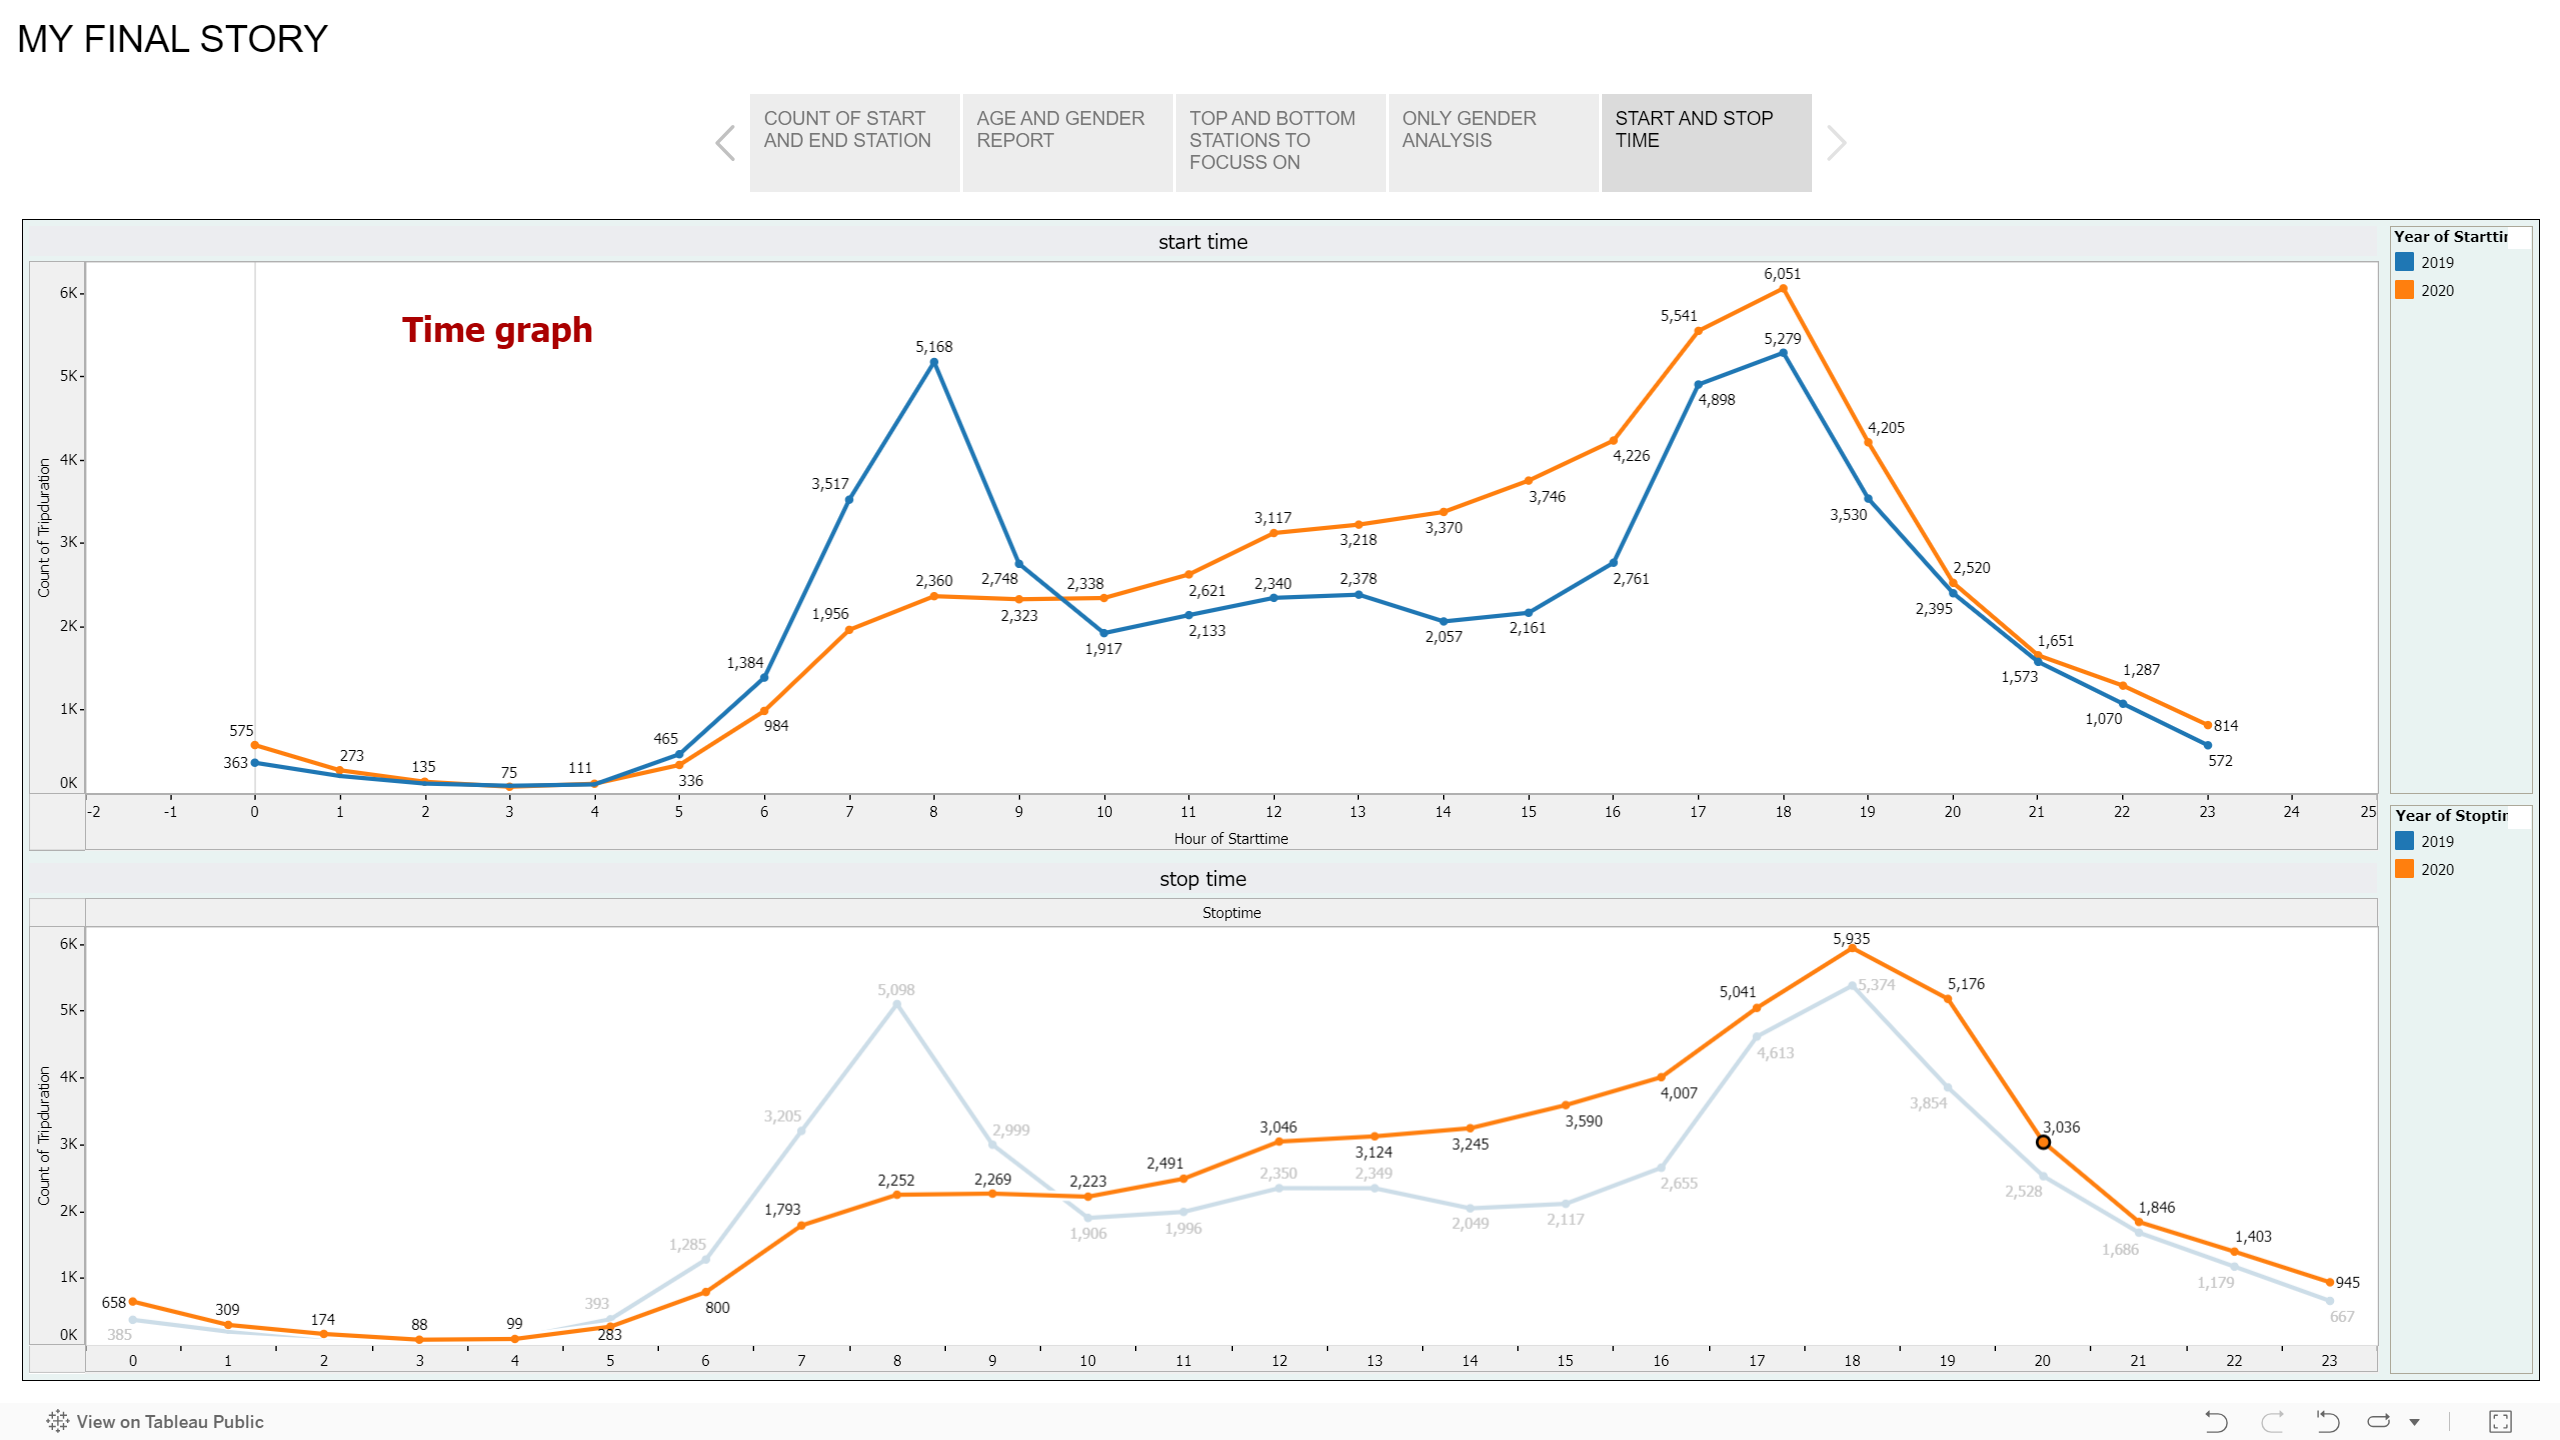 MY FINAL STORY
COUNT OF START
AND END STATION
AGE AND GENDER
REPORT
TOP AND BOTTOM
STATIONS TO
FOCUSS ON
ONLY GENDER
ANALYSIS
START AND STOP
TIME
start time
Year of Starttir
2019
2020
Time graph
Count of Tripduration
6K
5K
4K
3K
2K
1K
0K
575
363
273
135
75
111
465
336
1,384
984
3,517
1,956
5,168
2,360
2,748
2,323
2,338
1,917
2,621
2,133
3,117
2,340
3,218
2,378
3,370
2,057
3,746
2,161
4,226
2,761
5,541
4,898
6,051
5,279
4,205
3,530
2,520
2,395
1,651
1,573
1,287
1,070
814
572
-2 -1 0 1 2 3 4 5 6 7 8 9 10 11 12 13 14 15 16 17 18 19 20 21 22 23 24 25
Hour of Starttime
stop time
Year of Stoptir
2019
2020
Stoptime
Count of Tripduration
6K
5K
4K
3K
2K
1K
0K
658
385
309
174
88
99
393
283
1,285
800
3,205
1,793
5,098
2,252
2,999
2,269
2,223
1,906
2,491
1,996
3,046
2,350
3,124
2,349
3,245
2,049
3,590
2,117
4,007
2,655
5,041
4,613
5,935
5,374
5,176
3,854
3,036
2,528
1,846
1,686
1,403
1,179
945
667
0 1 2 3 4 5 6 7 8 9 10 11 12 13 14 15 16 17 18 19 20 21 22 23
View on Tableau Public